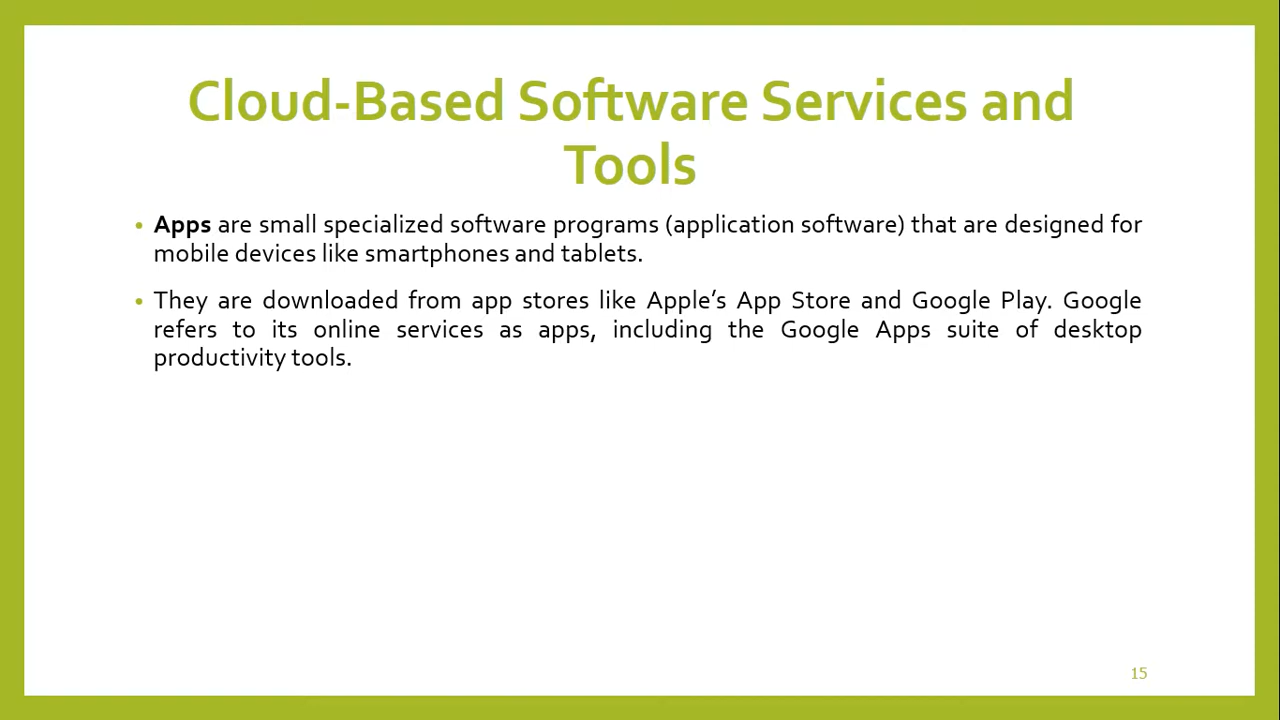 Cloud-Based Software Services and
Tools
• Apps are small specialized software programs (application software) that are designed for
mobile devices like smartphones and tablets.
• They are downloaded from app stores like Apple’s App Store and Google Play. Google
refers to its online services as apps, including the Google Apps suite of desktop
productivity tools.
15